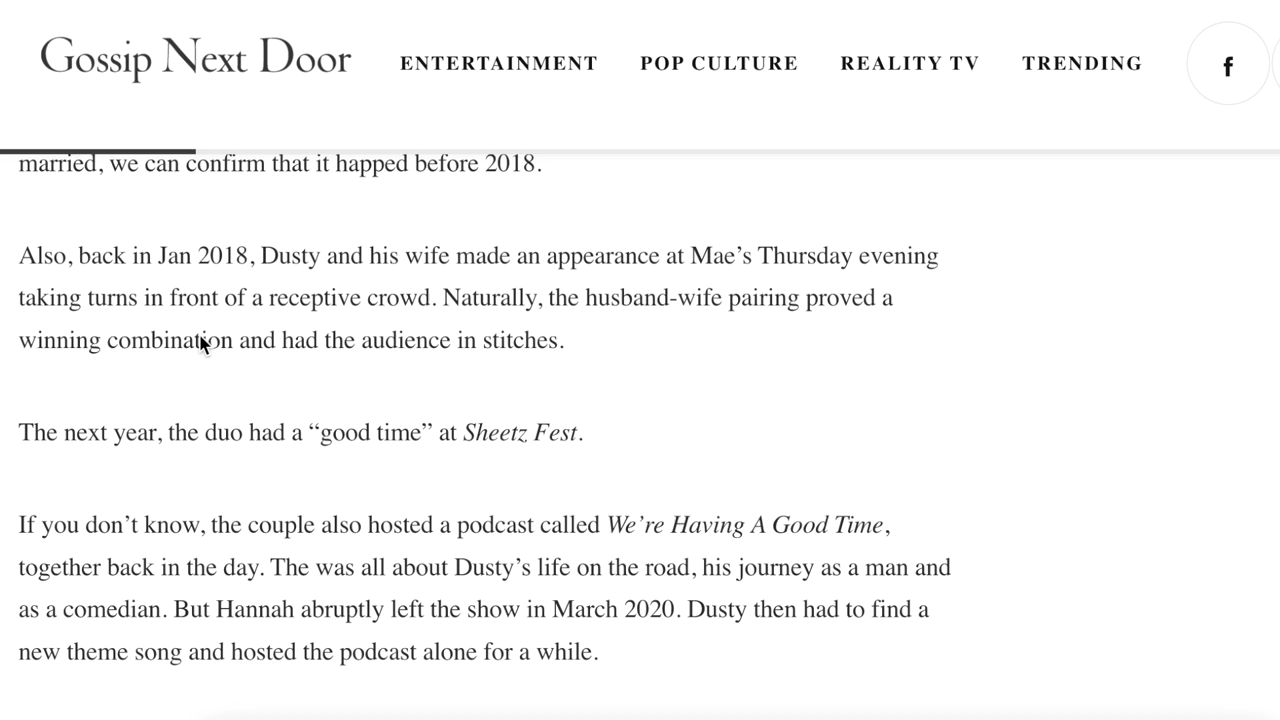 Gossip Next Door
ENTERTAINMENT POP CULTURE REALITY TV TRENDING f
married, we can confirm that it happed before 2018.
Also, back in Jan 2018, Dusty and his wife made an appearance at Mae’s Thursday evening
taking turns in front of a receptive crowd. Naturally, the husband-wife pairing proved a
winning combination and had the audience in stitches.
The next year, the duo had a “good time” at Sheetz Fest.
If you don’t know, the couple also hosted a podcast called We’re Having A Good Time,
together back in the day. The was all about Dusty’s life on the road, his journey as a man and
as a comedian. But Hannah abruptly left the show in March 2020. Dusty then had to find a
new theme song and hosted the podcast alone for a while.